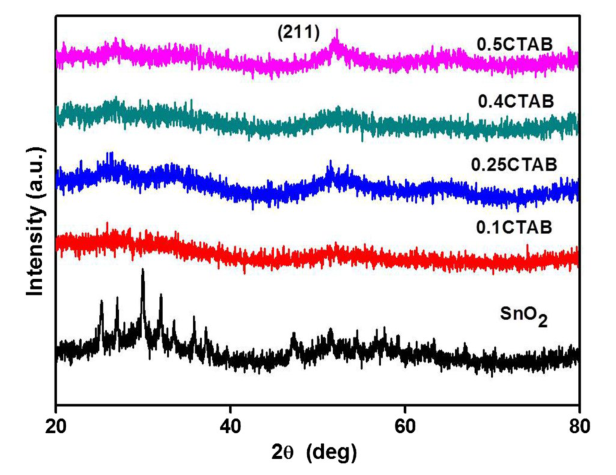 (211)
0.5CTAB
0.4CTAB
0.25CTAB
0.1CTAB
SnO₂
Intensity (a.u.)
20 40 60 80
2θ (deg)